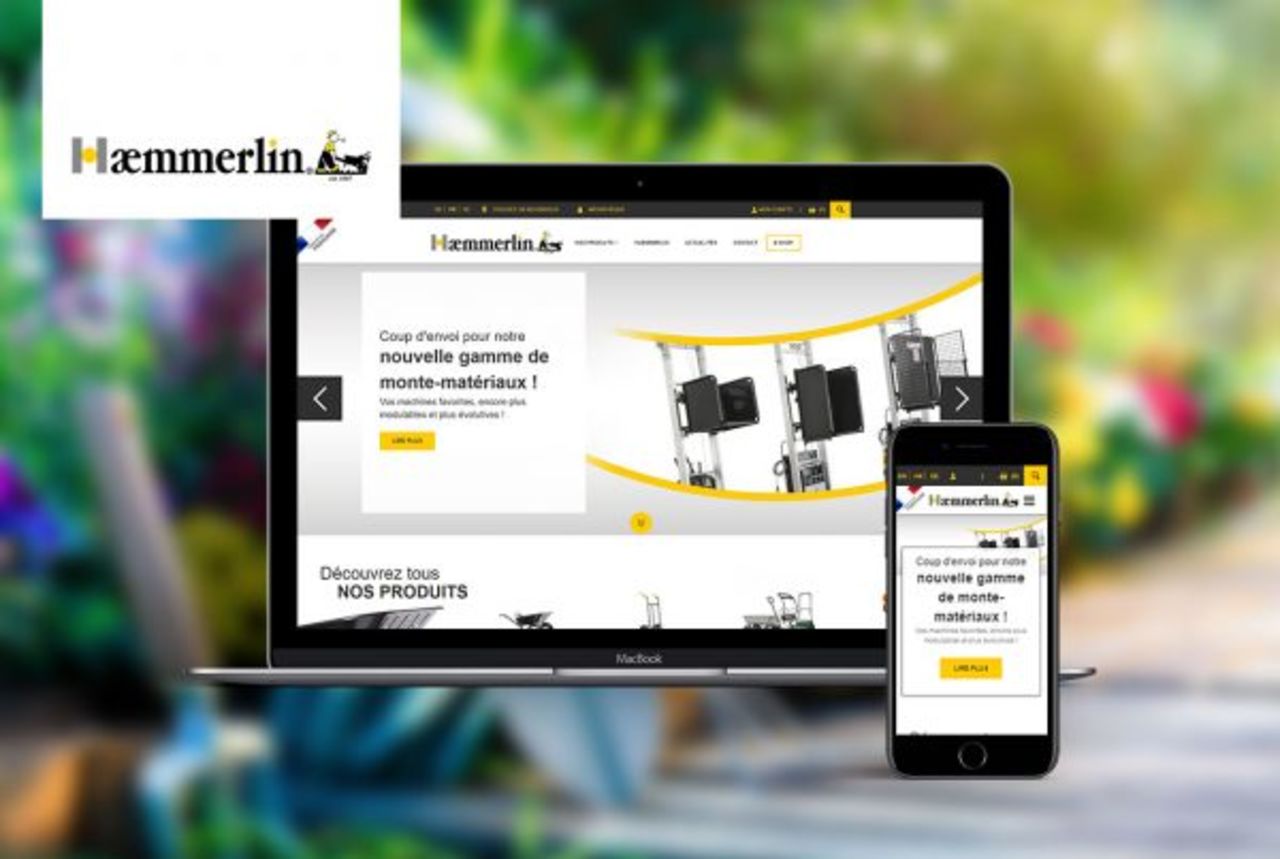 Hæmmerlin
Hæmmerlin
NOS PRODUITS
HAEMMERLIN
ACTUALITÉS
CONTACT
E-SHOP
MON COMPTE
Coup d'envoi pour notre
nouvelle gamme de
monte-matériaux !
Vos machines favorites, encore plus
modulables et plus évolutives !
LIRE PLUS
Découvrez tous
NOS PRODUITS
MacBook
Hæmmerlin
Coup d'envoi pour notre
nouvelle gamme
de monte-
matériaux !
Vos machines favorites, encore plus
modulables et plus évolutives !
LIRE PLUS